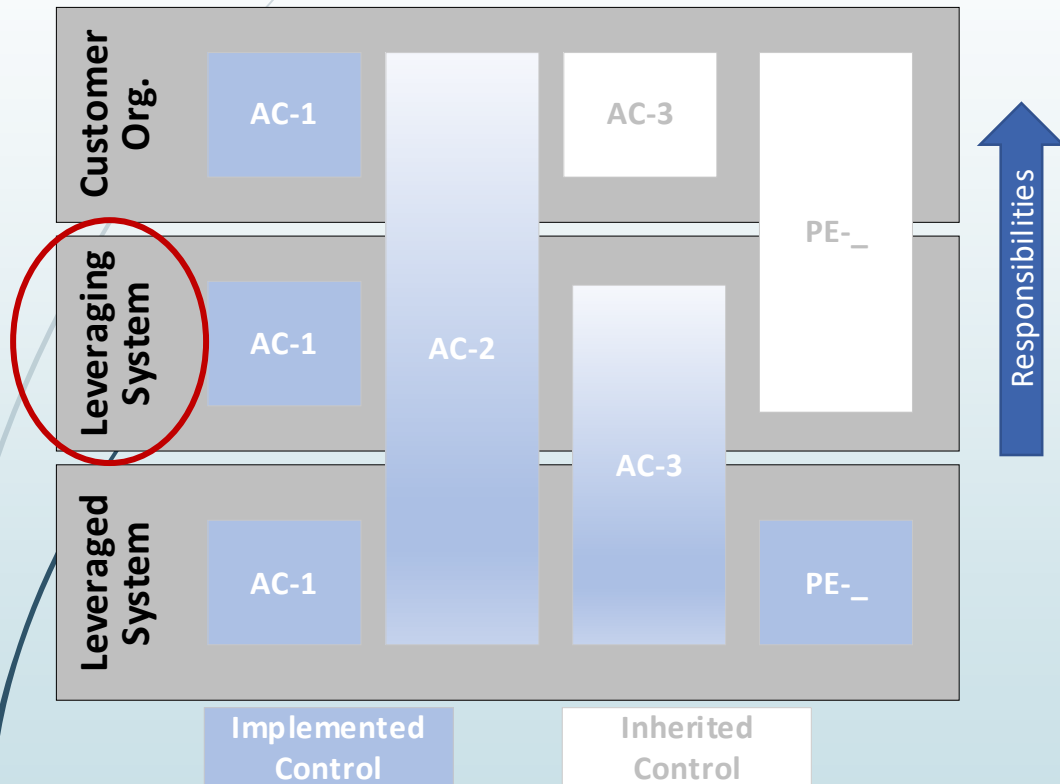 Customer
Org.
AC-1
AC-3
Leveraging
System
AC-1
AC-2
PE-_
Leveraged
System
AC-1
AC-3
PE-_
Responsibilities
Implemented
Control
Inherited
Control